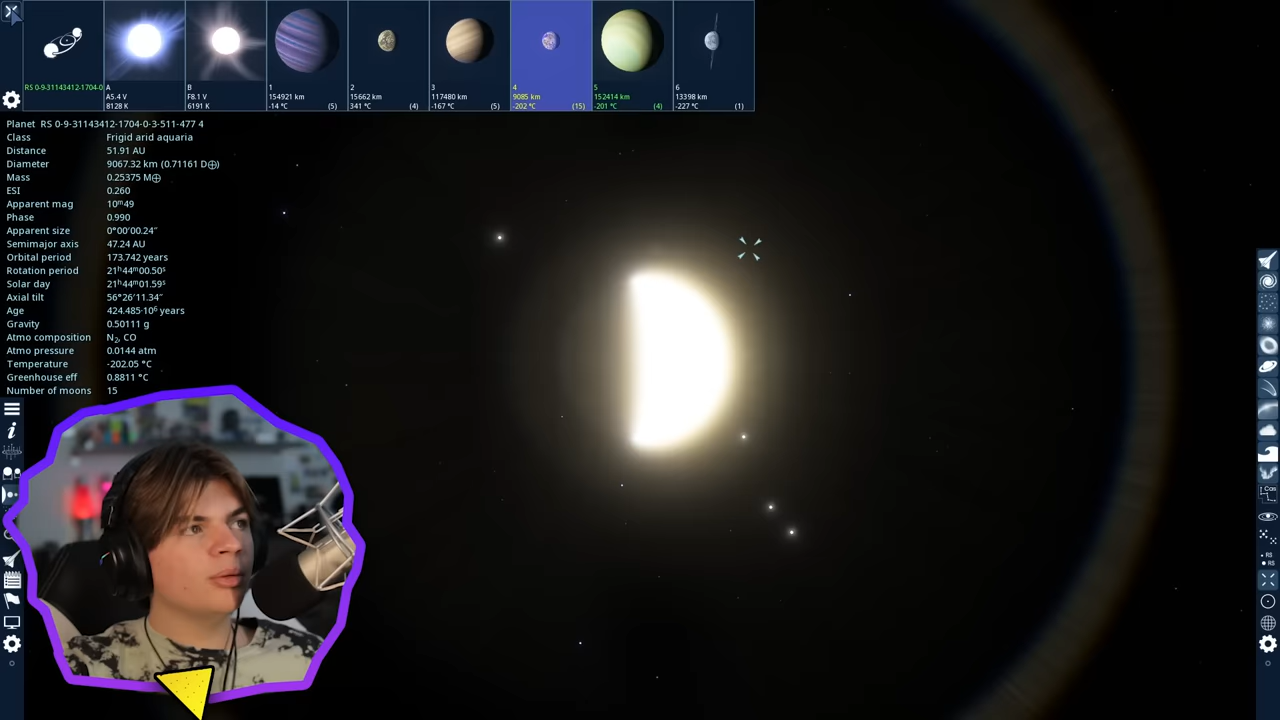 RS 0-9-31143412-1704-0
A
A5.4 V
8128 K
B
F8.1 V
6191 K
1
154921 km
-14 °C (5)
2
15662 km
341 °C (4)
3
117480 km
-167 °C (5)
4
9085 km
-202 °C (15)
5
152414 km
-201 °C (4)
6
13398 km
-227 °C (1)
Planet RS 0-9-31143412-1704-0-3-511-477 4
Class Frigid arid aquaria
Distance 51.91 AU
Diameter 9067.32 km (0.71161 D⊕)
Mass 0.25375 M⊕
ESI 0.260
Apparent mag 10ᵐ49
Phase 0.990
Apparent size 0°00′00.24″
Semimajor axis 47.24 AU
Orbital period 173.742 years
Rotation period 21ʰ44ᵐ00.50ˢ
Solar day 21ʰ44ᵐ01.59ˢ
Axial tilt 56°26′11.34″
Age 424.485·10⁶ years
Gravity 0.50111 g
Atmo composition N₂, CO
Atmo pressure 0.0144 atm
Temperature -202.05 °C
Greenhouse eff 0.8811 °C
Number of moons 15
Cas
RS
RS